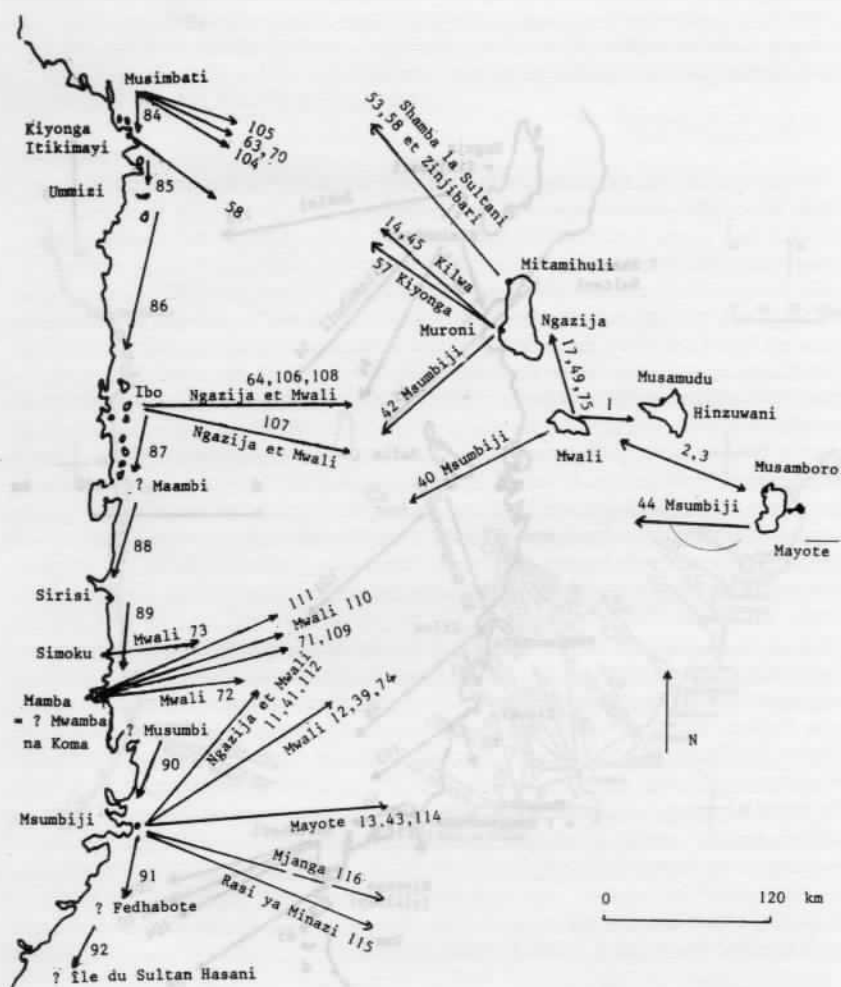 Musimbati
84
105
63,70
104
Kiyonga
Itikimayi
58
Ummizi
85
86
Shamba la Sultani
53,58 et Zinjibari
14,45 Kilwa
57 Kiyonga
Mitamihuli
Muroni
Ngazija
42 Msumbiji
17,49,75
Musamudu
Hinzuwani
1
Mwali
2,3
40 Msumbiji
Musamboro
44 Msumbiji
Mayote
64,106,108
Ibo
Ngazija et Mwali
107
Ngazija et Mwali
87
? Maambi
88
Sirisi
89
Mwali 73
111
Mwali 110
71,109
Simoku
Mamba
= ? Mwamba
na Koma
Mwali 72
Ngazija et Mwali
11,41,112
Mwali 12,39,74
? Musumbi
90
N
Msumbiji
Mayote 13,43,114
Mjanga 116
Rasi ya Minazi 115
91
? Fedhabote
92
? Île du Sultan Hasani
0 120 km